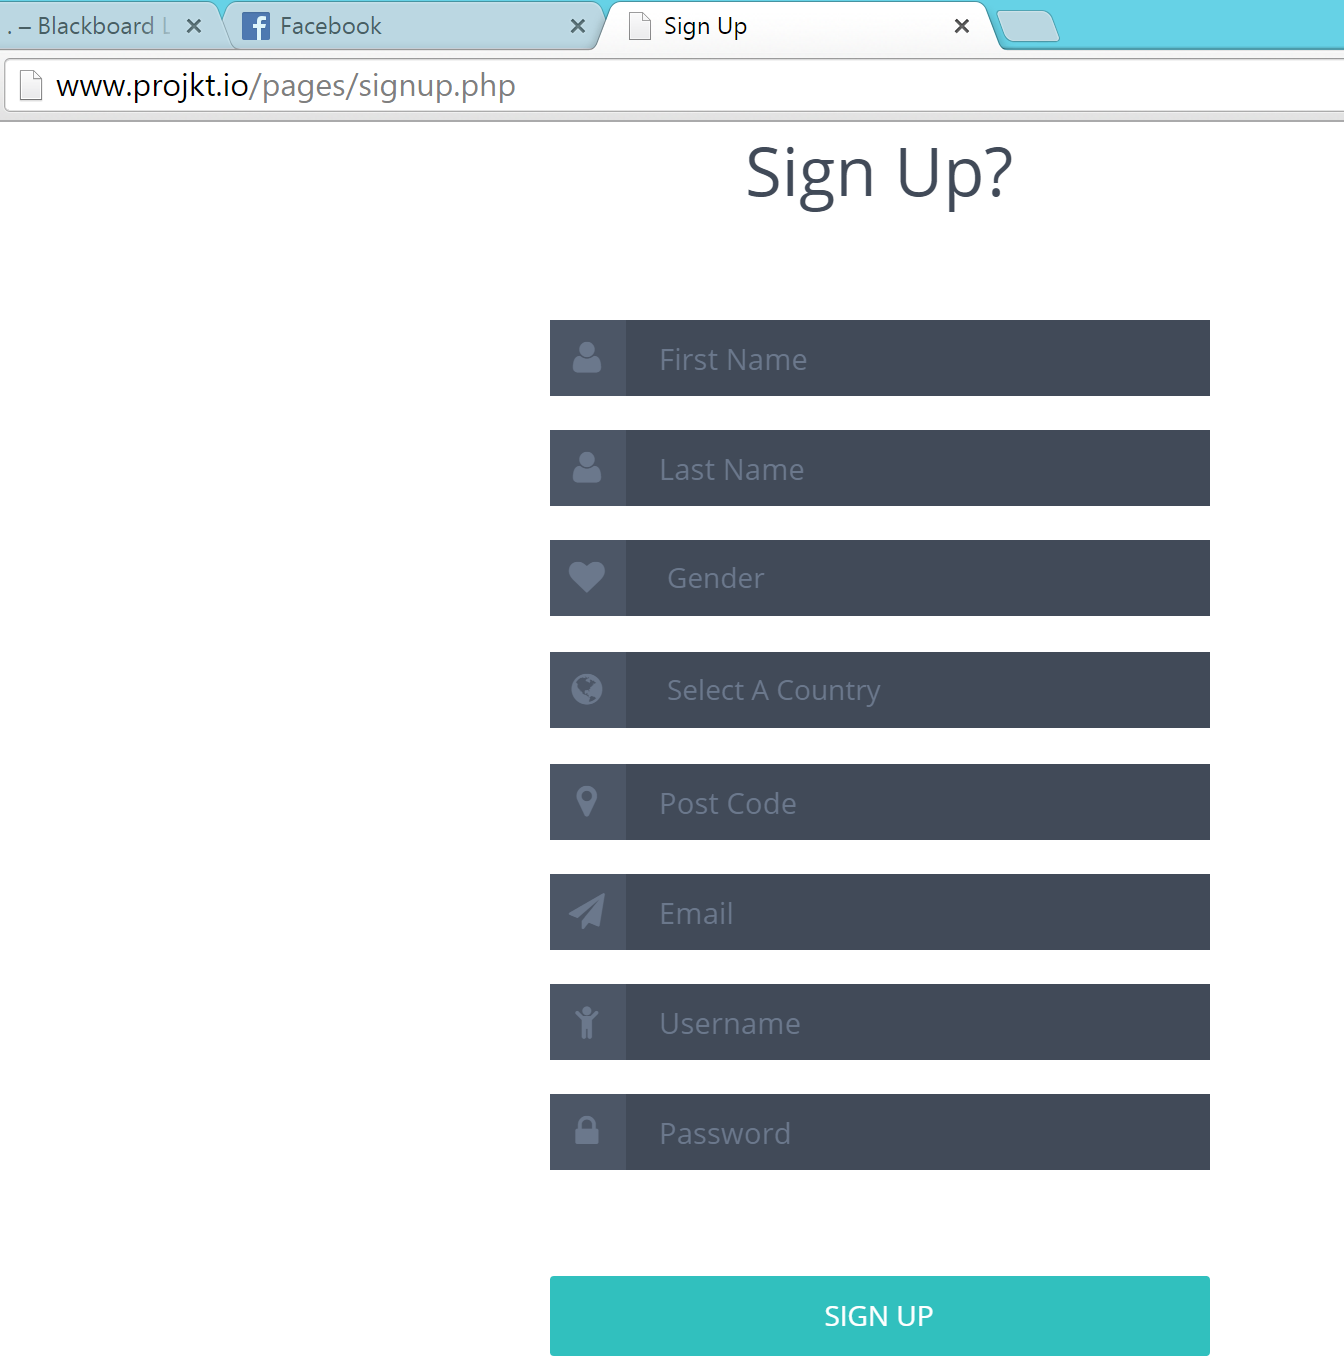 . – Blackboard L
Facebook
Sign Up
www.projkt.io/pages/signup.php
Sign Up?
First Name
Last Name
Gender
Select A Country
Post Code
Email
Username
Password
SIGN UP